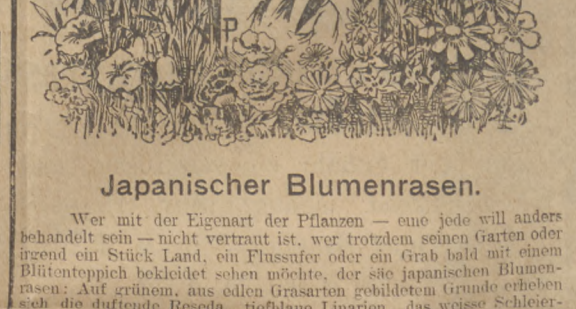 P
Japanischer Blumenrasen.
Wer mit der Eigenart der Pflanzen — eine jede will anders
behandelt sein — nicht vertraut ist, wer trotzdem seinen Garten oder
irgend ein Stück Land, ein Flussufer oder ein Grab bald mit einem
Blütenteppich bekleidet sehen möchte, der säe japanischen Blumen-
rasen: Auf grünem, aus edlen Grasarten gebildetem Grunde erheben
sich die duftende Reseda, tiefblaue Linarien, das weisse Schleier-